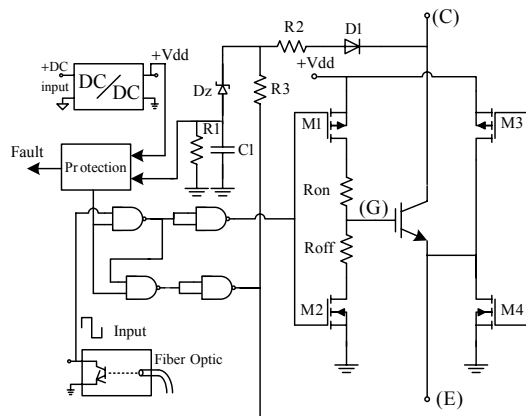 (C)
R2
D1
+Vdd
+Vdd
+DC
input
DC/DC
Dz
R3
M1
M3
R1
C1
Fault
Protection
Ron
(G)
Roff
M2
M4
Input
Fiber Optic
(E)